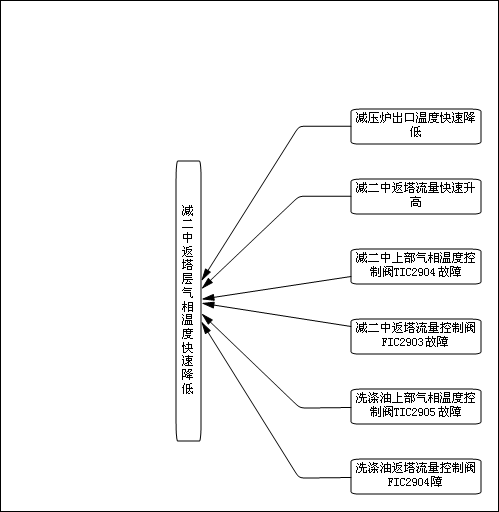 减压炉出口温度快速降
低
减二中返塔流量快速升
高
减二中返塔层气相温度快速降低
减二中上部气相温度控
制阀TIC2904故障
减二中返塔流量控制阀
FIC2903故障
洗涤油上部气相温度控
制阀TIC2905故障
洗涤油返塔流量控制阀
FIC2904障